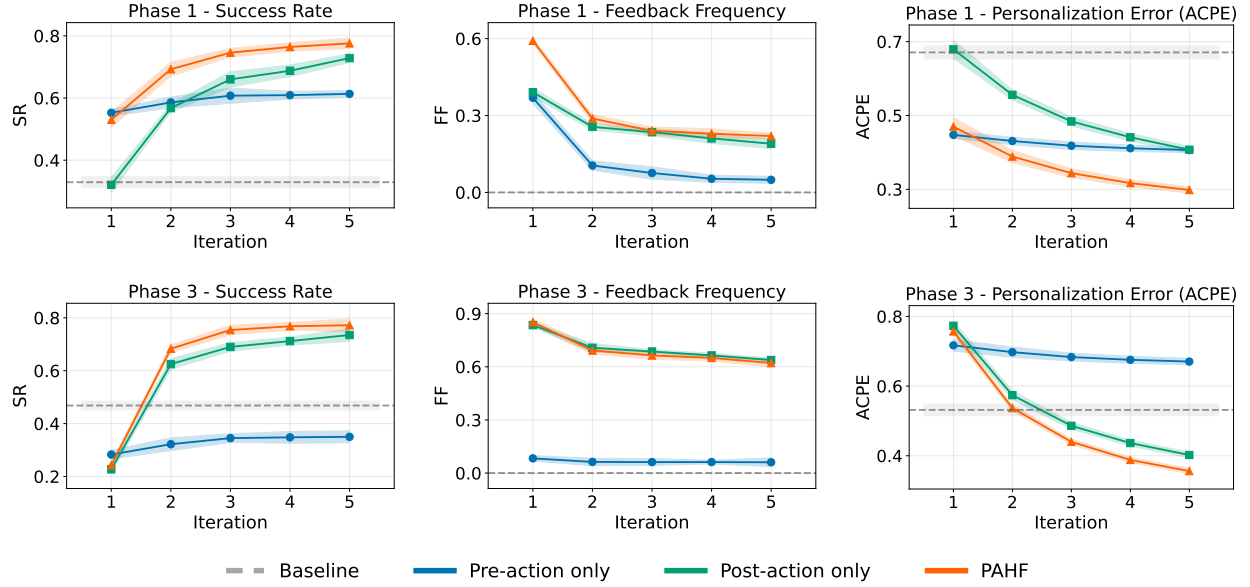 Phase 1 - Success Rate
SR
0.8
0.6
0.4
1 2 3 4 5
Iteration
Phase 1 - Feedback Frequency
FF
0.6
0.3
0.0
1 2 3 4 5
Iteration
Phase 1 - Personalization Error (ACPE)
ACPE
0.7
0.5
0.3
1 2 3 4 5
Iteration
Phase 3 - Success Rate
SR
0.8
0.6
0.4
0.2
1 2 3 4 5
Iteration
Phase 3 - Feedback Frequency
FF
0.9
0.6
0.3
0.0
1 2 3 4 5
Iteration
Phase 3 - Personalization Error (ACPE)
ACPE
0.8
0.6
0.4
1 2 3 4 5
Iteration
Baseline Pre-action only Post-action only PAHF